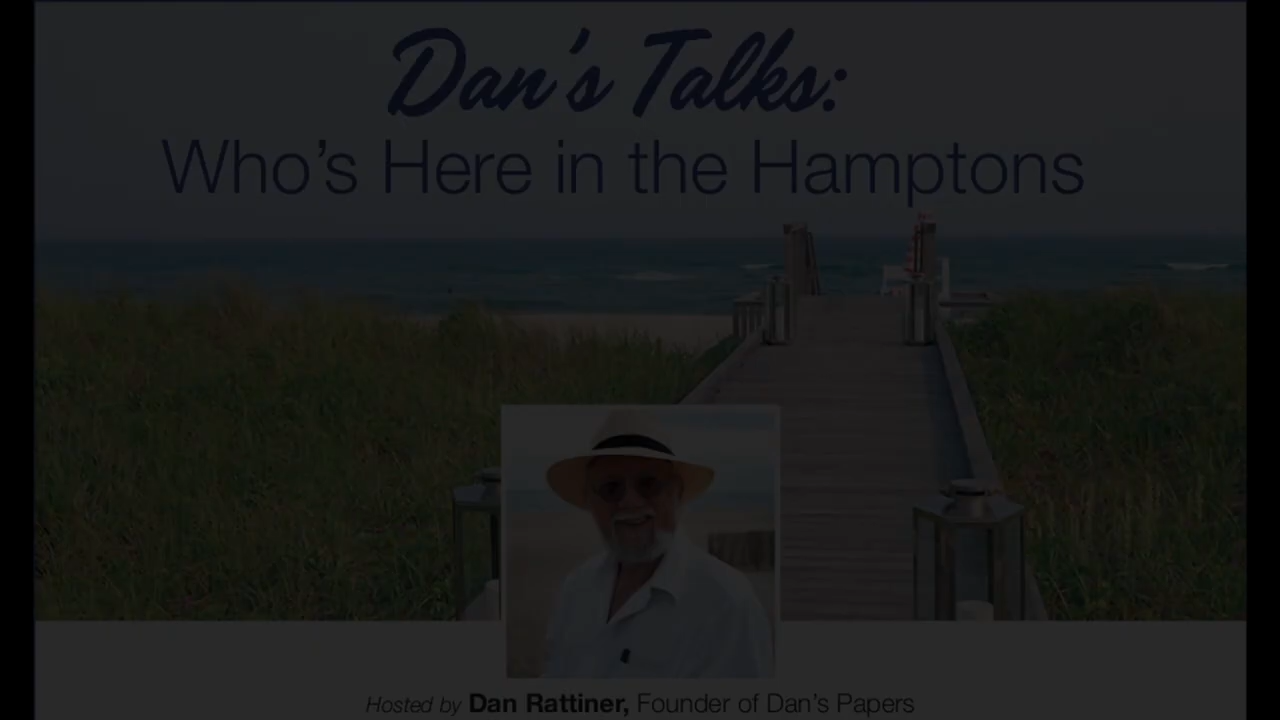 Dan's Talks:
Who's Here in the Hamptons
Hosted by Dan Rattiner, Founder of Dan's Papers